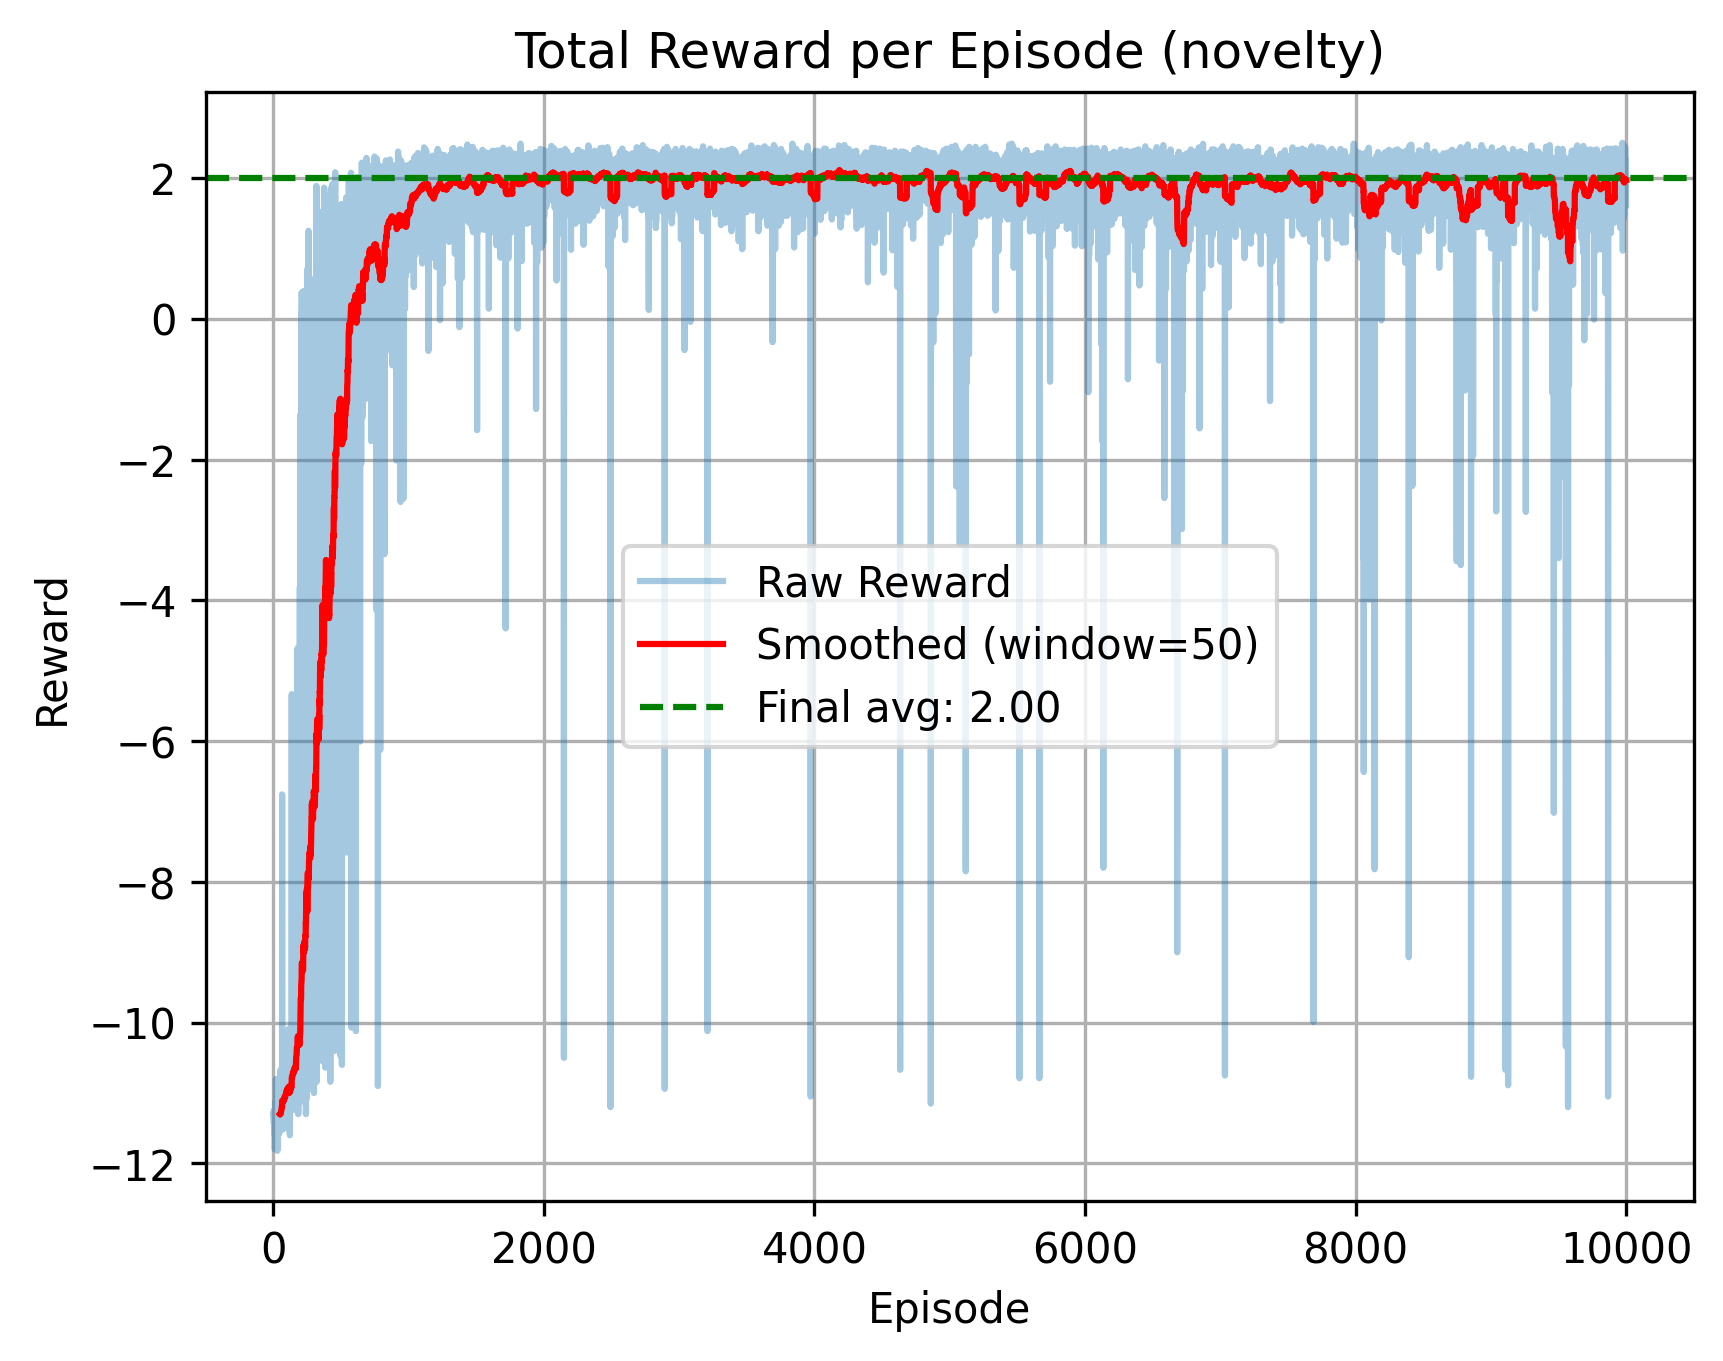 Total Reward per Episode (novelty)
2
0
−2
−4
−6
−8
−10
−12
Reward
Raw Reward
Smoothed (window=50)
Final avg: 2.00
0 2000 4000 6000 8000 10000
Episode